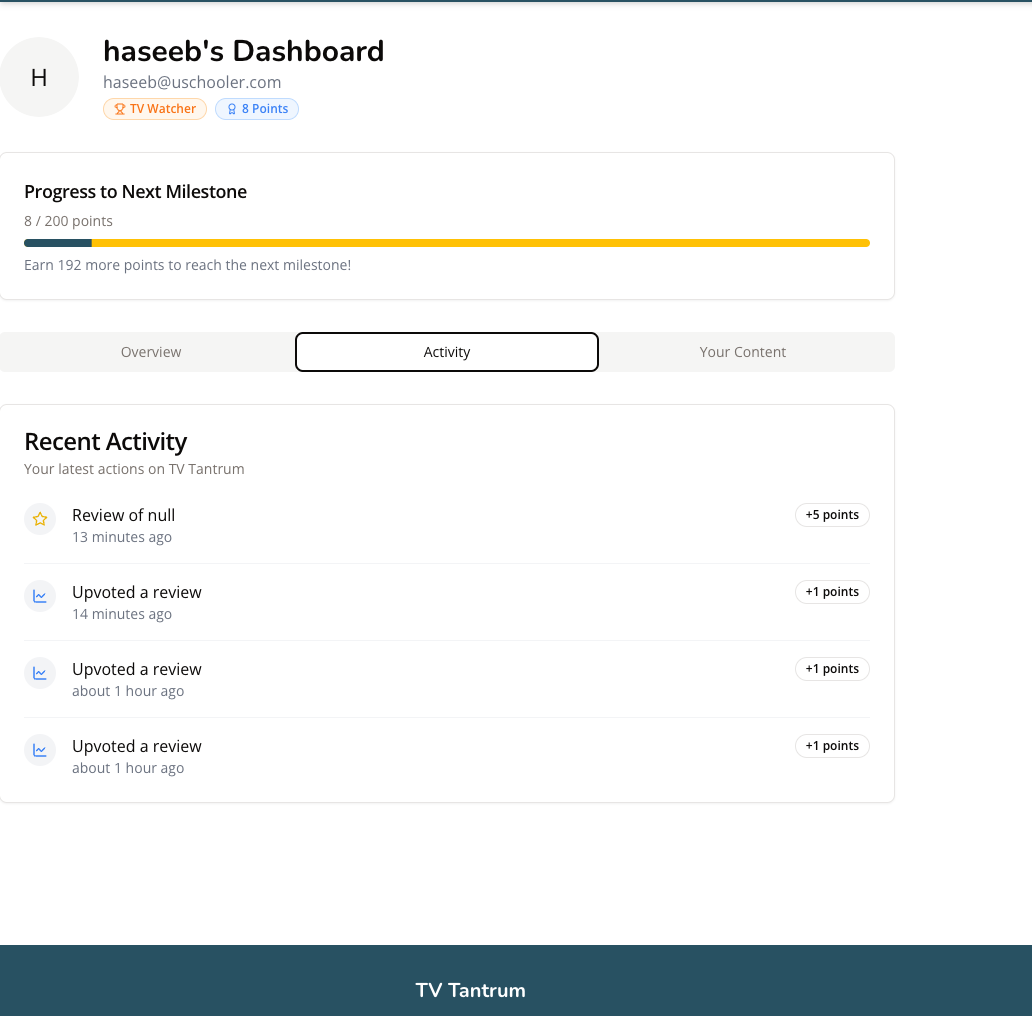 H
haseeb's Dashboard
haseeb@uschooler.com
TV Watcher
8 Points
Progress to Next Milestone
8 / 200 points
Earn 192 more points to reach the next milestone!
Overview
Activity
Your Content
Recent Activity
Your latest actions on TV Tantrum
Review of null
+5 points
13 minutes ago
Upvoted a review
+1 points
14 minutes ago
Upvoted a review
+1 points
about 1 hour ago
Upvoted a review
+1 points
about 1 hour ago
TV Tantrum